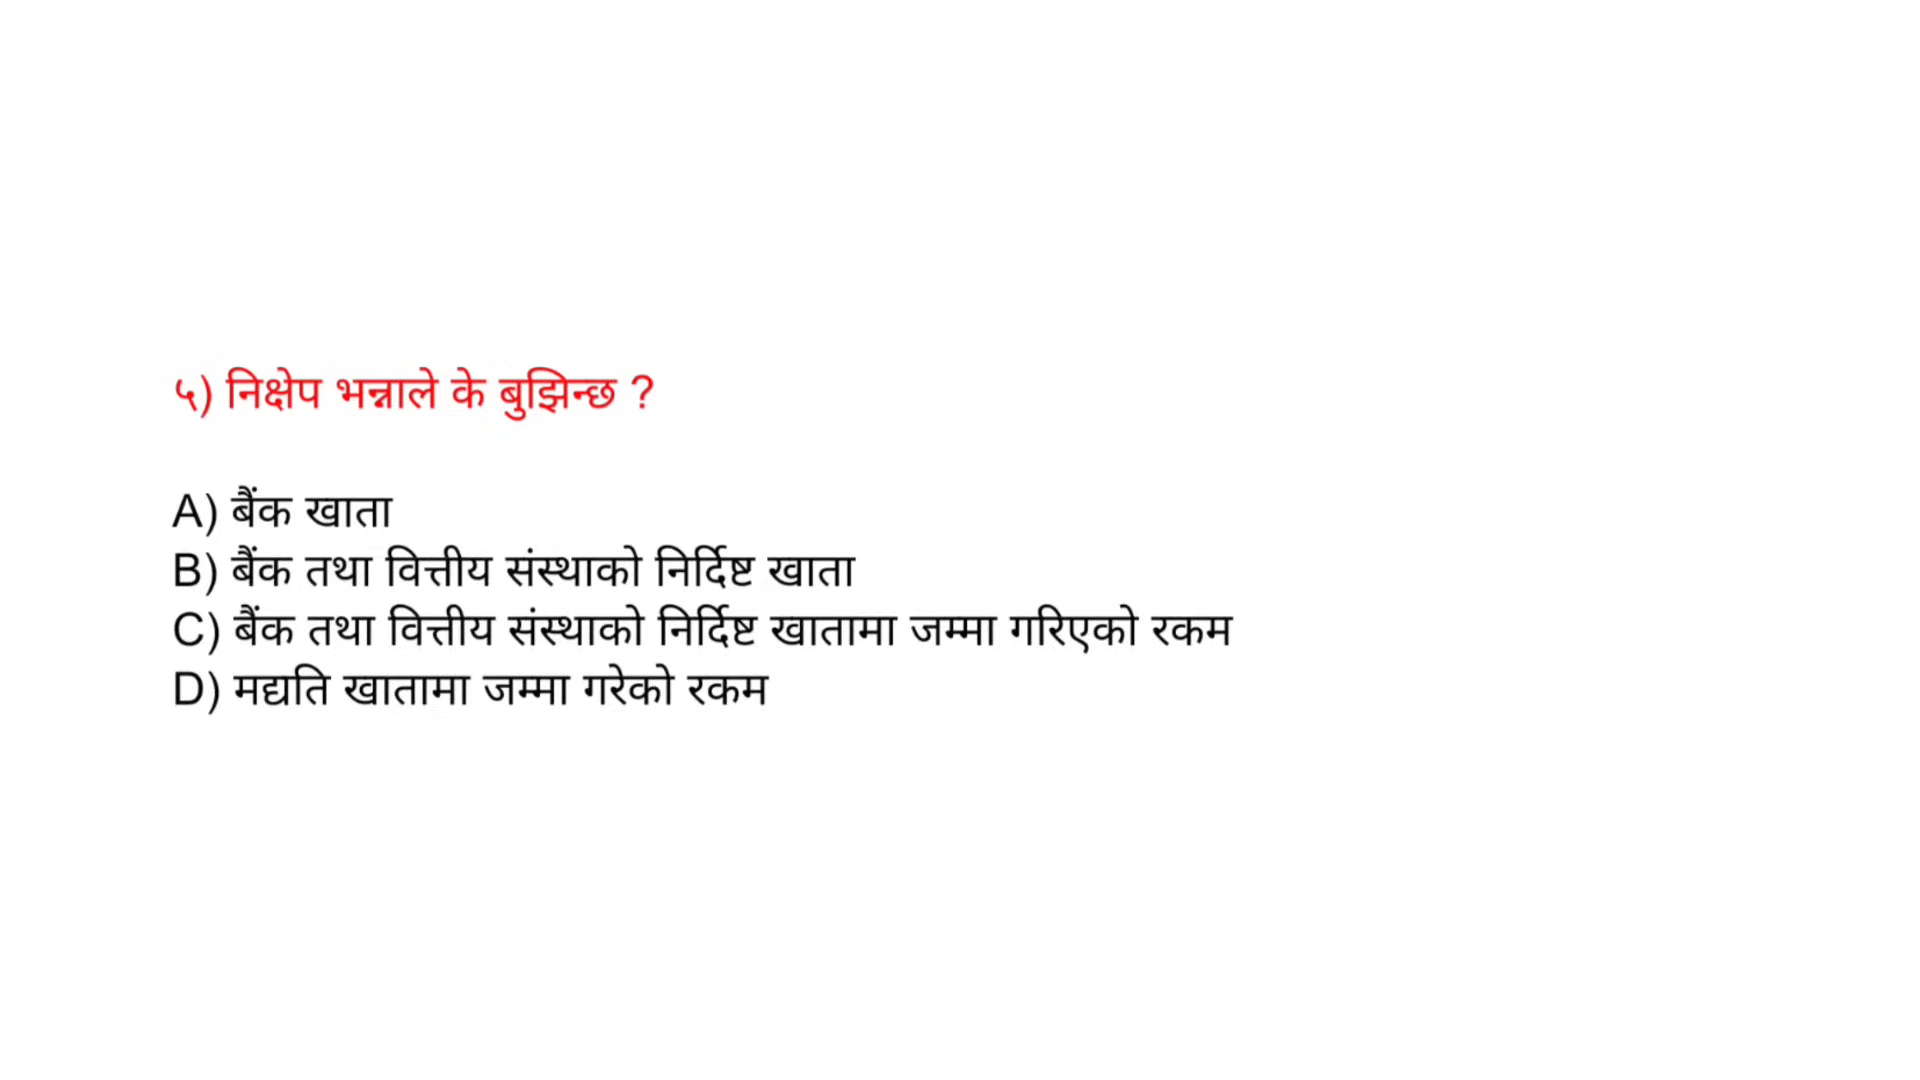 ५) निक्षेप भन्नाले के बुझिन्छ ?
A) बैंक खाता
B) बैंक तथा वित्तीय संस्थाको निर्दिष्ट खाता
C) बैंक तथा वित्तीय संस्थाको निर्दिष्ट खातामा जम्मा गरिएको रकम
D) मद्यति खातामा जम्मा गरेको रकम